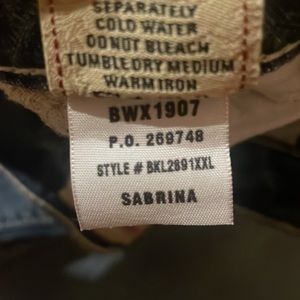 SEPARATELY
COLD WATER
DO NOT BLEACH
TUMBLE DRY MEDIUM
WARM IRON
BWX1907
P.O. 269748
STYLE # BKL2691XXL
SABRINA